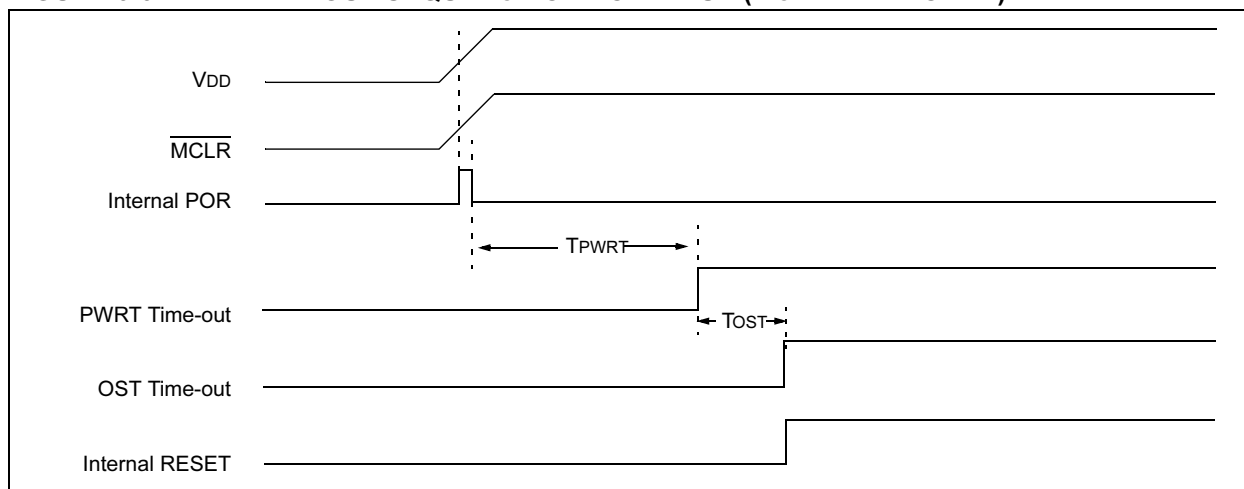 VDD
MCLR
Internal POR
TPWRT
PWRT Time-out
TOST
OST Time-out
Internal RESET